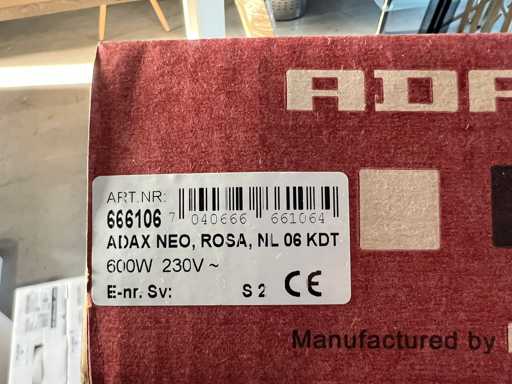 ADA
ART.NR:
666106 7 040666 661064
ADAX NEO, ROSA, NL 06 KDT
600W 230V ~
E-nr. Sv: S 2 CE
Manufactured by